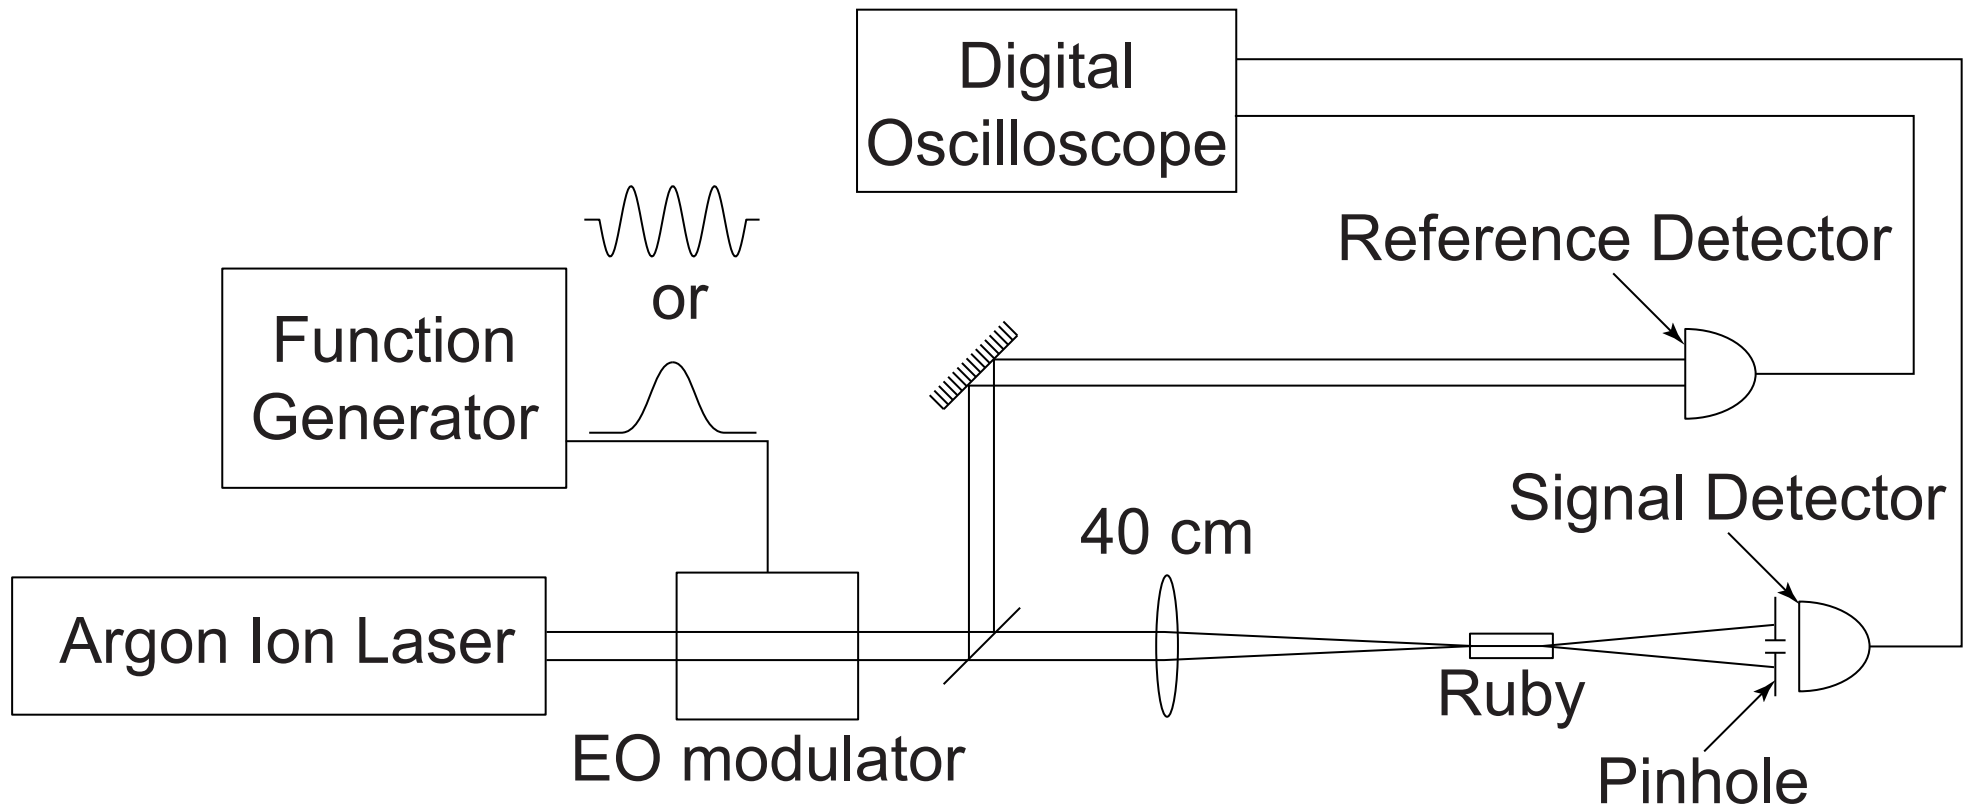 Digital
Oscilloscope
Reference Detector
or
Function
Generator
Signal Detector
40 cm
Argon Ion Laser
Ruby
EO modulator
Pinhole